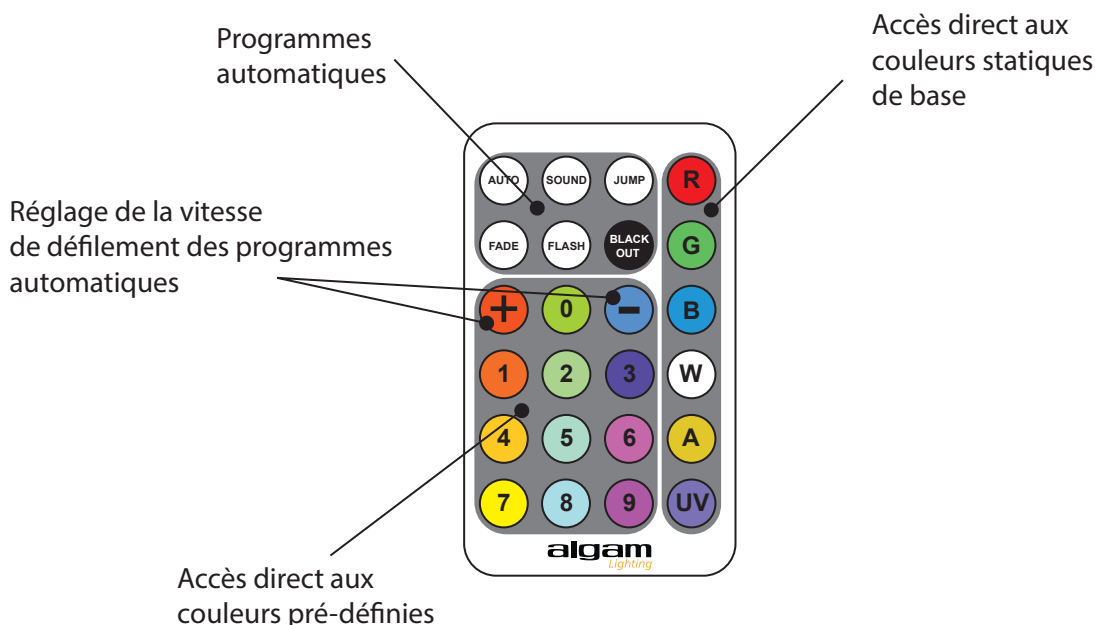 Programmes
automatiques
Accès direct aux
couleurs statiques
de base
Réglage de la vitesse
de défilement des programmes
automatiques
AUTO SOUND JUMP R
FADE FLASH BLACK OUT G
+ 0 - B
1 2 3 W
4 5 6 A
7 8 9 UV
algam
Lighting
Accès direct aux
couleurs pré-définies